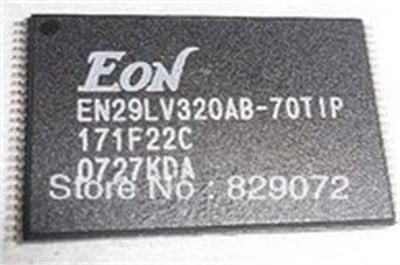 EON
EN29LV320AB-70TIP
171F22C
0727KDA
Store No: 829072